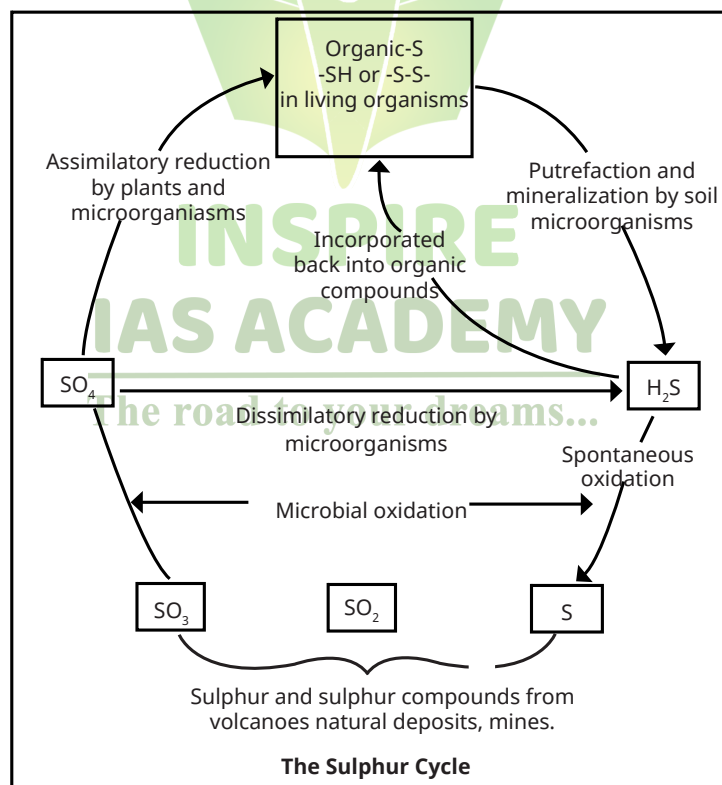 Organic-S
-SH or -S-S-
in living organisms
Assimilatory reduction
by plants and
microorganiasms
Putrefaction and
mineralization by soil
microorganisms
INSPIRE
Incorporated
back into organic
compounds
IAS ACADEMY
SO₄
H₂S
The road to your dreams...
Dissimilatory reduction by
microorganisms
Spontaneous
oxidation
Microbial oxidation
SO₃
SO₂
S
Sulphur and sulphur compounds from
volcanoes natural deposits, mines.
The Sulphur Cycle